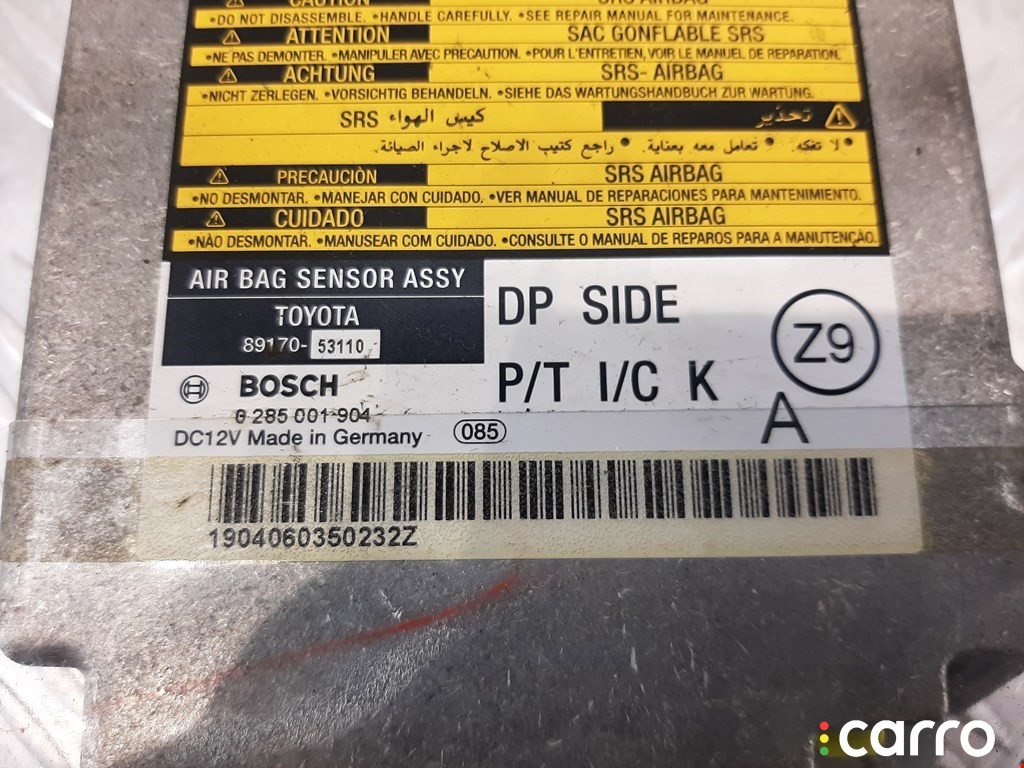 CAUTION SRS AIRBAG
•DO NOT DISASSEMBLE. •HANDLE CAREFULLY. •SEE REPAIR MANUAL FOR MAINTENANCE.
ATTENTION SAC GONFLABLE SRS
•NE PAS DEMONTER. •MANIPULER AVEC PRECAUTION. •POUR L'ENTRETIEN, VOIR LE MANUEL DE REPARATION.
ACHTUNG SRS- AIRBAG
•NICHT ZERLEGEN. •VORSICHTIG BEHANDELN. •SIEHE DAS WARTUNGSHANDBUCH ZUR WARTUNG.
تحذير كيس الهواء SRS
•لا تفكه. •تعامل معه بعناية. •راجع كتيب الاصلاح لاجراء الصيانة.
PRECAUCIÓN SRS AIRBAG
•NO DESMONTAR. •MANEJAR CON CUIDADO. •VER MANUAL DE REPARACIONES PARA MANTENIMIENTO.
CUIDADO SRS AIRBAG
•NÃO DESMONTAR. •MANUSEAR COM CUIDADO. •CONSULTE O MANUAL DE REPAROS PARA A MANUTENÇÃO.
AIR BAG SENSOR ASSY
TOYOTA
89170-53110
DP SIDE
P/T I/C K
Z9
A
BOSCH
0 285 001 904
DC12V Made in Germany 085
1904060350232Z
carro